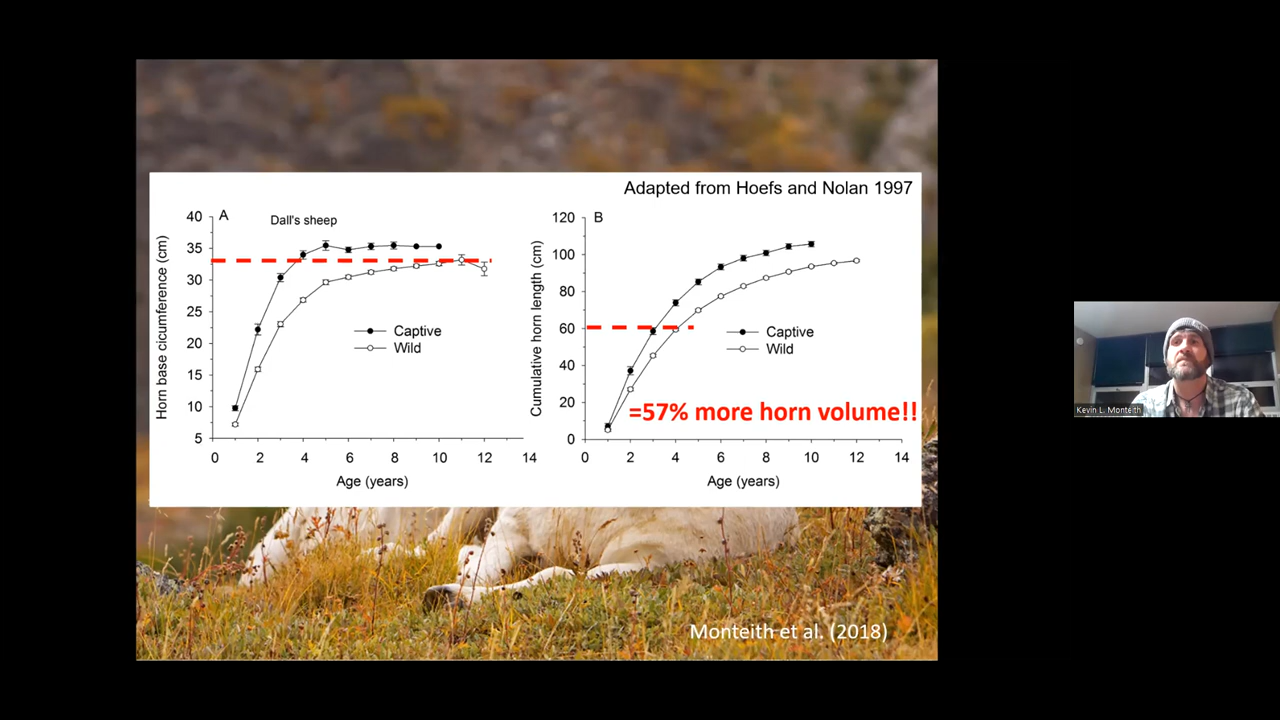 Adapted from Hoefs and Nolan 1997
A
Dall's sheep
40
35
30
25
20
15
10
5
Horn base cicumference (cm)
Captive
Wild
0 2 4 6 8 10 12 14
Age (years)
B
120
100
80
60
40
20
0
Cumulative horn length (cm)
Captive
Wild
=57% more horn volume!!
0 2 4 6 8 10 12 14
Age (years)
Monteith et al. (2018)
Kevin L. Monteith